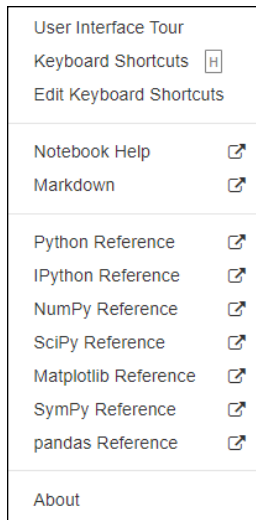 User Interface Tour
Keyboard Shortcuts H
Edit Keyboard Shortcuts
Notebook Help
Markdown
Python Reference
IPython Reference
NumPy Reference
SciPy Reference
Matplotlib Reference
SymPy Reference
pandas Reference
About